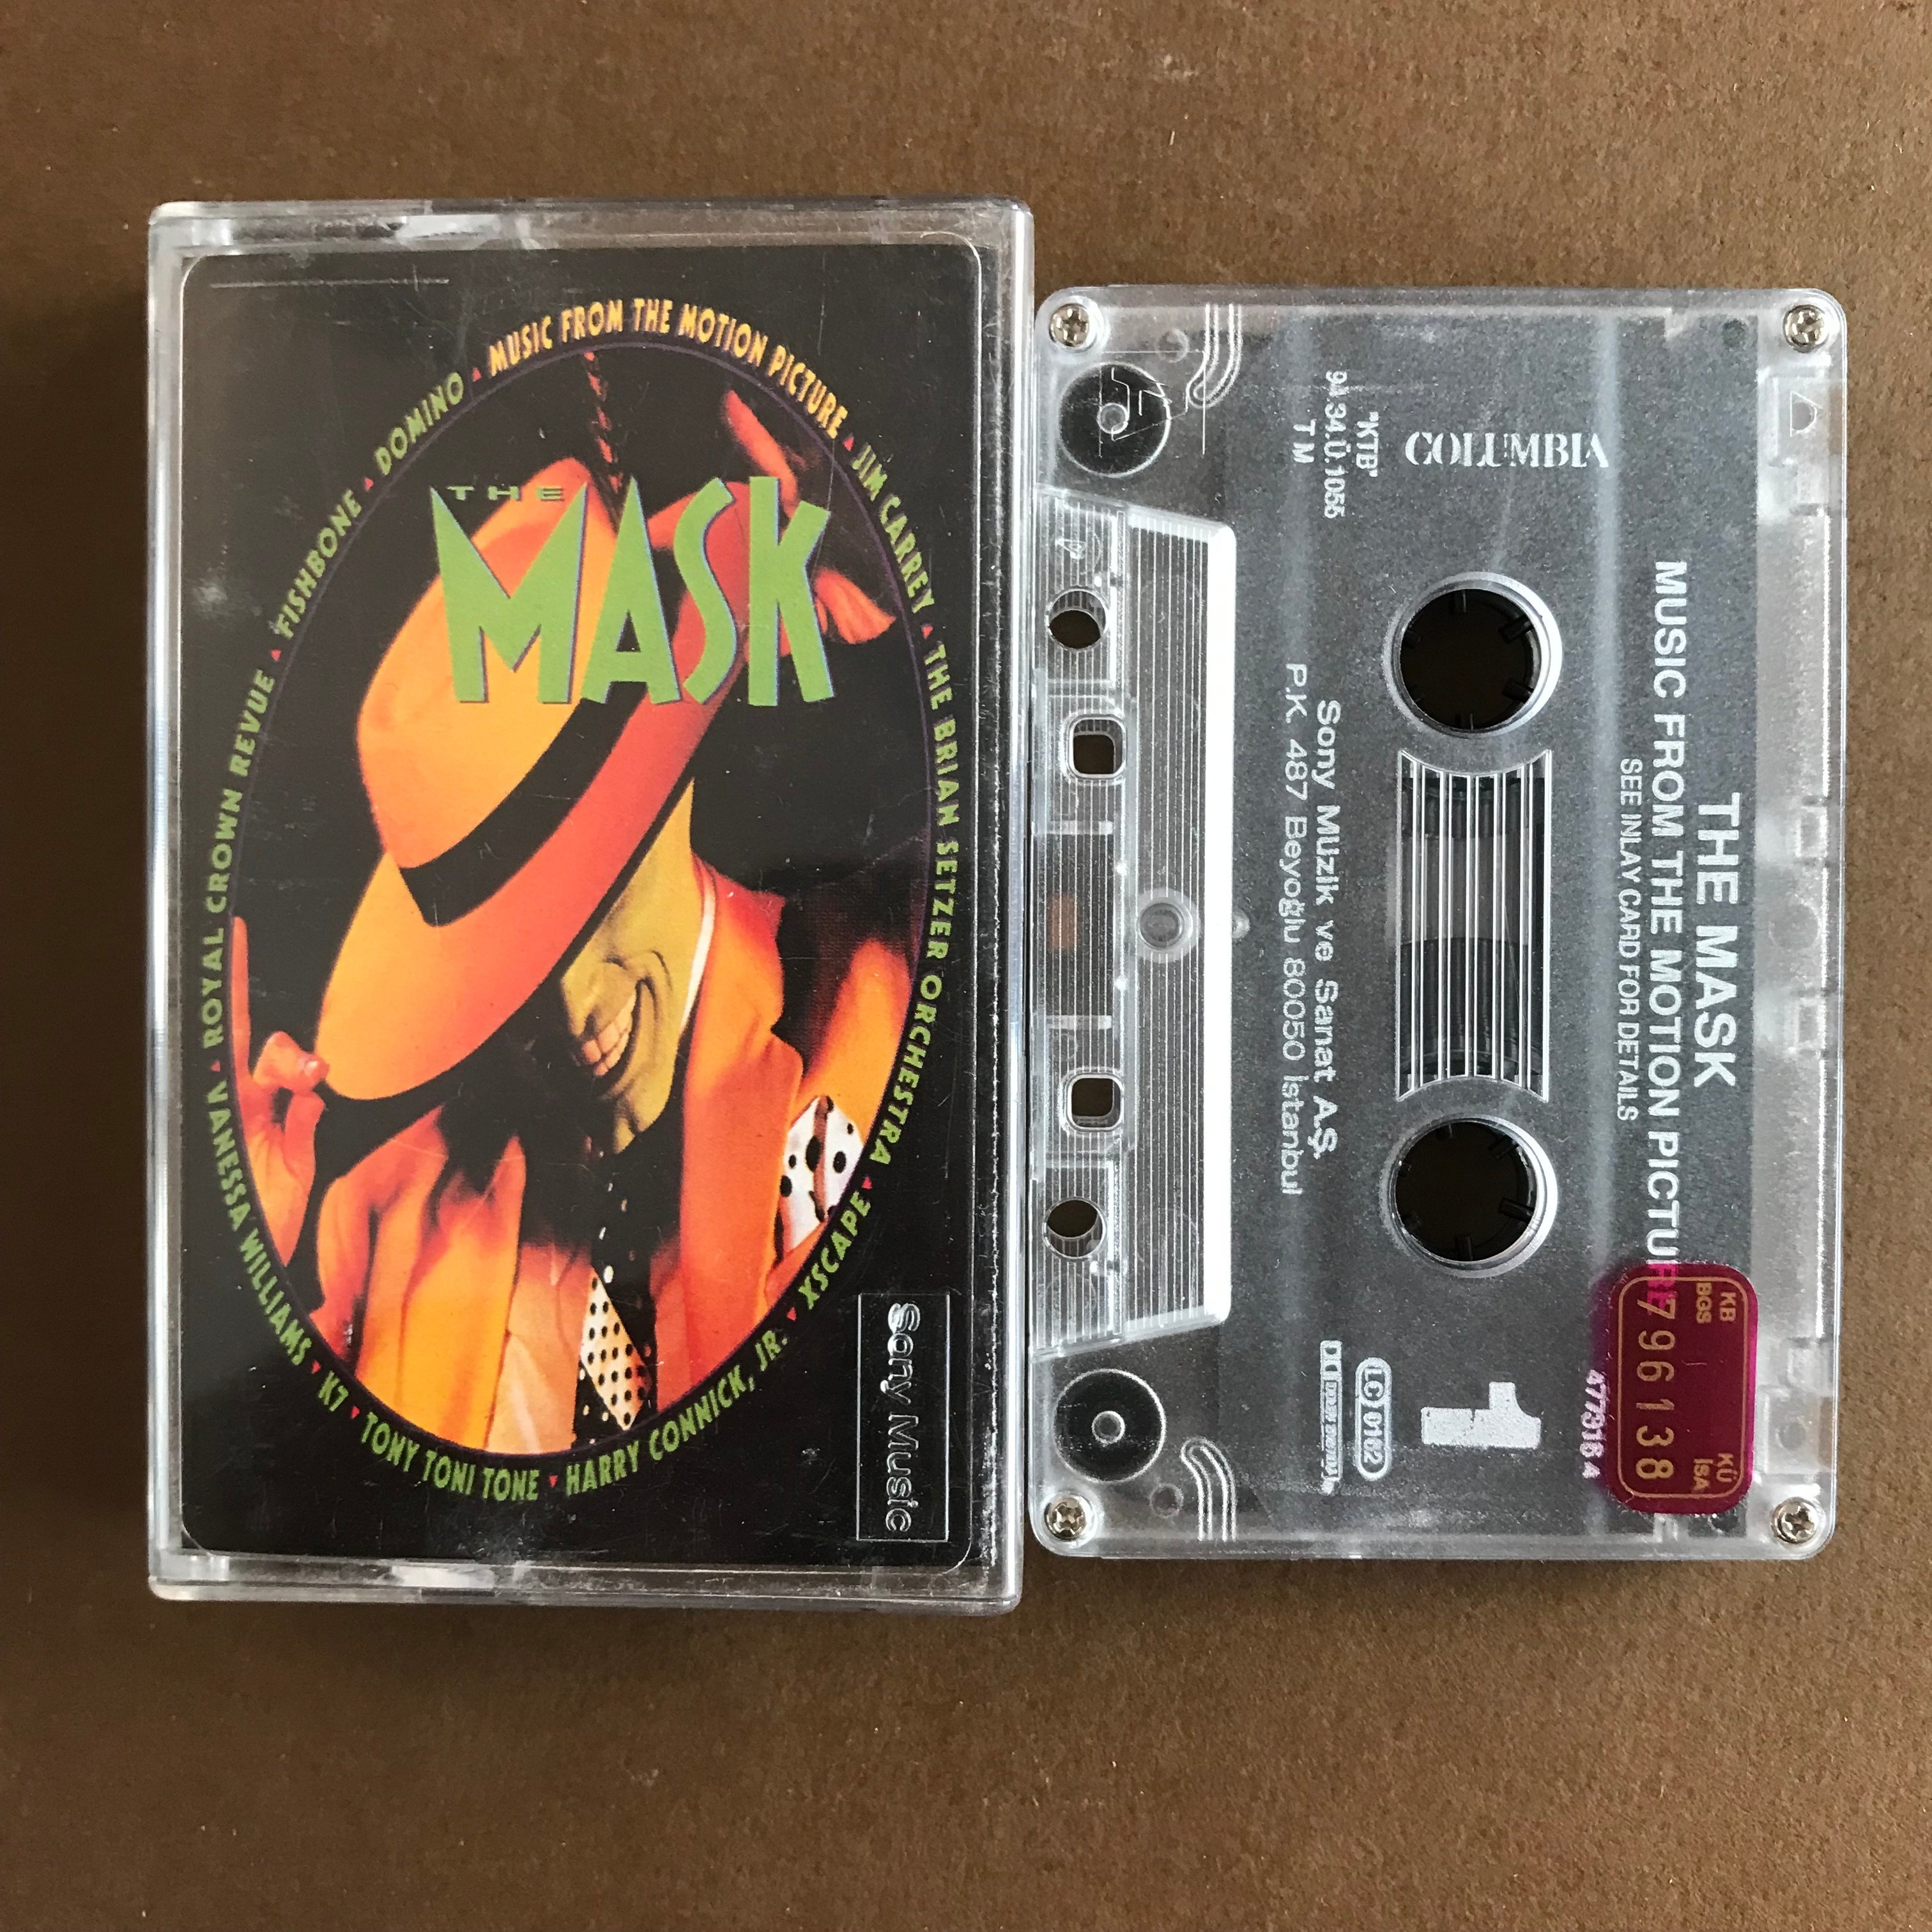 MUSIC FROM THE MOTION PICTURE ▲ JIM CARREY ▲ THE BRIAN SETZER ORCHESTRA ▲ XSCAPE ▼ HARRY CONNICK, JR. ▼ TONY TONI TONE ▼ K7 ▼ VANESSA WILLIAMS ▲ ROYAL CROWN REVUE ▲ FISHBONE ▲ DOMINO ▲
THE
MASK
Sony Music
THE MASK
MUSIC FROM THE MOTION PICTURE
SEE INLAY CARD FOR DETAILS
COLUMBIA
"KTB"
94.34.Ü.1055
TM
Sony Müzik ve Sanat A.Ş.
P.K. 487 Beyoğlu 80050 İstanbul
1
LC 0162
477316 4
KB
BGS
KÜ
İSA
796138